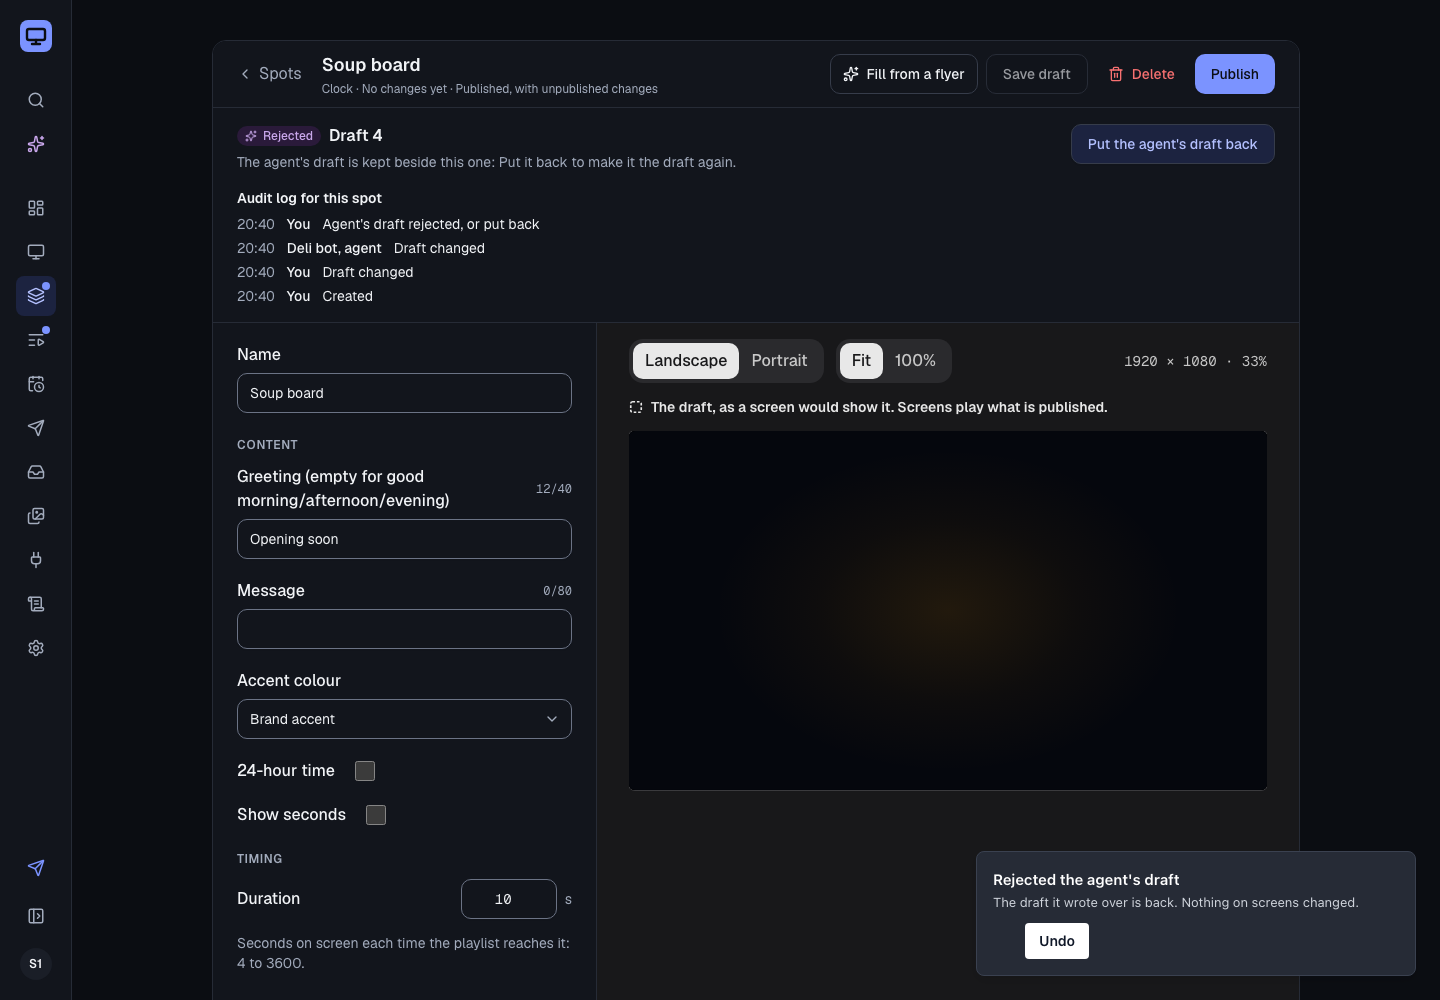 Spots
Soup board
Clock · No changes yet · Published, with unpublished changes
Fill from a flyer
Save draft
Delete
Publish
Rejected
Draft 4
The agent's draft is kept beside this one: Put it back to make it the draft again.
Put the agent's draft back
Audit log for this spot
20:40 You Agent's draft rejected, or put back
20:40 Deli bot, agent Draft changed
20:40 You Draft changed
20:40 You Created
Name
Soup board
CONTENT
Greeting (empty for good
morning/afternoon/evening)
12/40
Opening soon
Message
0/80
Accent colour
Brand accent
24-hour time
Show seconds
TIMING
Duration
10
s
Seconds on screen each time the playlist reaches it:
4 to 3600.
Landscape
Portrait
Fit
100%
1920 × 1080 · 33%
The draft, as a screen would show it. Screens play what is published.
Rejected the agent's draft
The draft it wrote over is back. Nothing on screens changed.
Undo
S1